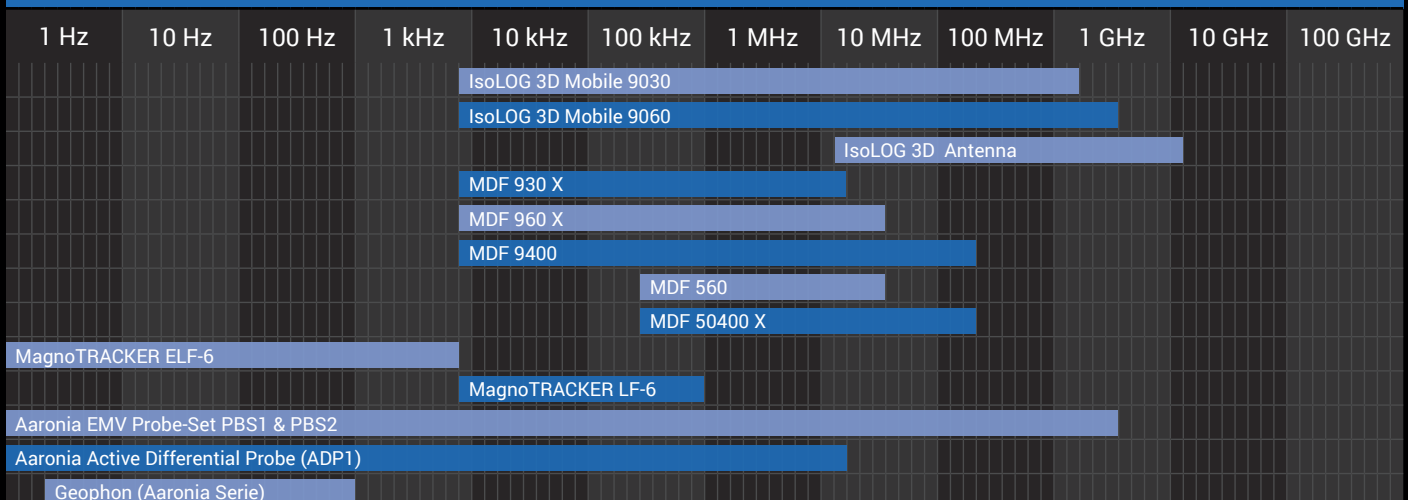 1 Hz 10 Hz 100 Hz 1 kHz 10 kHz 100 kHz 1 MHz 10 MHz 100 MHz 1 GHz 10 GHz 100 GHz
IsoLOG 3D Mobile 9030
IsoLOG 3D Mobile 9060
IsoLOG 3D Antenna
MDF 930 X
MDF 960 X
MDF 9400
MDF 560
MDF 50400 X
MagnoTRACKER ELF-6
MagnoTRACKER LF-6
Aaronia EMV Probe-Set PBS1 & PBS2
Aaronia Active Differential Probe (ADP1)
Geophon (Aaronia Serie)